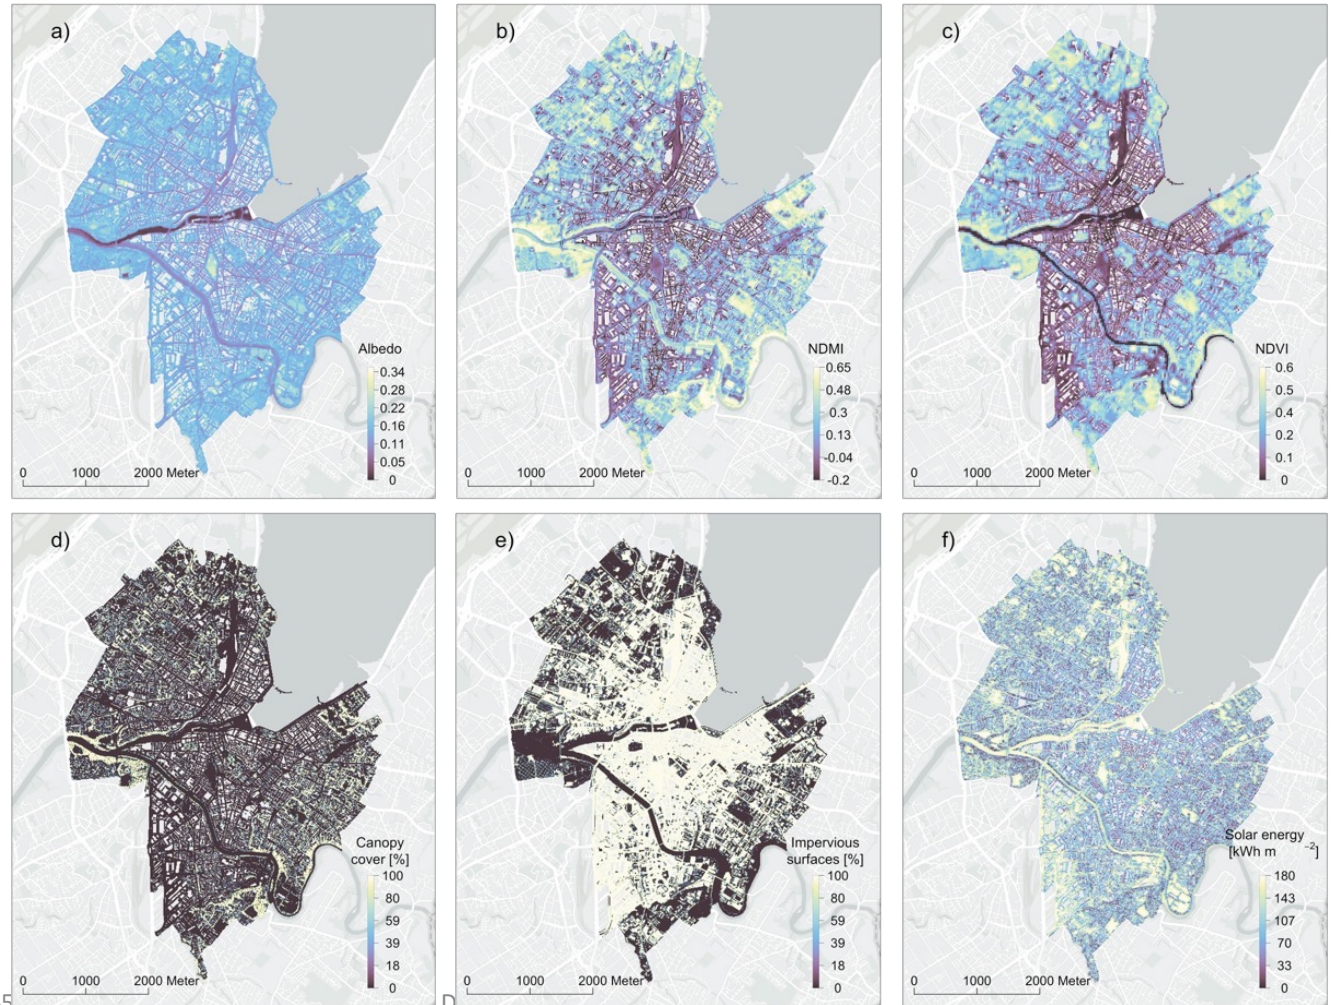 a)
Albedo
0.34
0.28
0.22
0.16
0.11
0.05
0
0 1000 2000 Meter
b)
NDMI
0.65
0.48
0.3
0.13
-0.04
-0.2
0 1000 2000 Meter
c)
NDVI
0.6
0.5
0.4
0.2
0.1
0
0 1000 2000 Meter
d)
Canopy
cover [%]
100
80
59
39
18
0
0 1000 2000 Meter
e)
Impervious
surfaces [%]
100
80
59
39
18
0
0 1000 2000 Meter
f)
Solar energy
[kWh m⁻²]
180
143
107
70
33
0
0 1000 2000 Meter
5
D